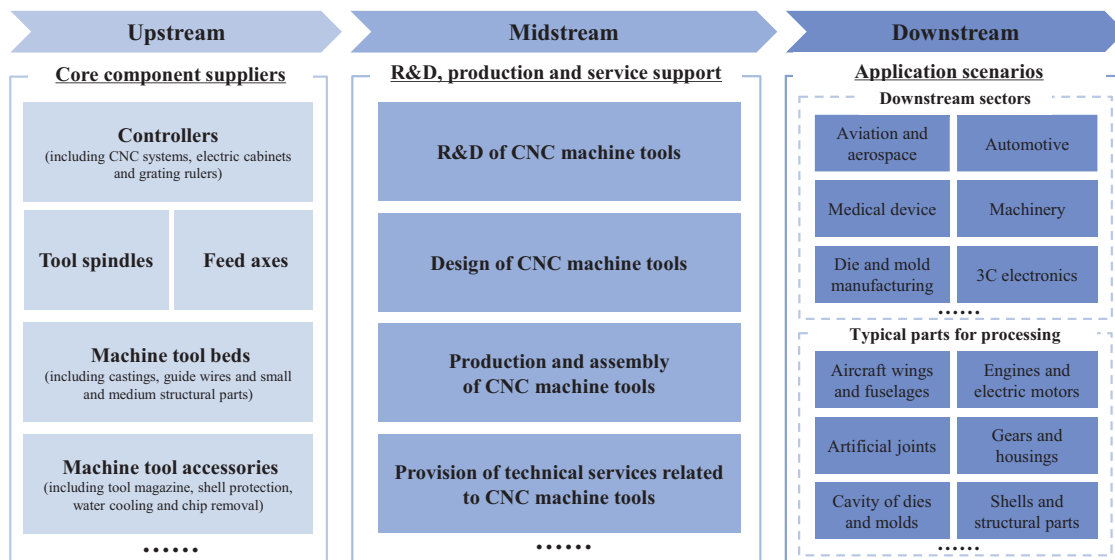 Upstream
Midstream
Downstream
Core component suppliers
Controllers
(including CNC systems, electric cabinets
and grating rulers)
Tool spindles
Feed axes
Machine tool beds
(including castings, guide wires and small
and medium structural parts)
Machine tool accessories
(including tool magazine, shell protection,
water cooling and chip removal)
......
R&D, production and service support
R&D of CNC machine tools
Design of CNC machine tools
Production and assembly
of CNC machine tools
Provision of technical services related
to CNC machine tools
......
Application scenarios
Downstream sectors
Aviation and
aerospace
Automotive
Medical device
Machinery
Die and mold
manufacturing
3C electronics
......
Typical parts for processing
Aircraft wings
and fuselages
Engines and
electric motors
Artificial joints
Gears and
housings
Cavity of dies
and molds
Shells and
structural parts
......